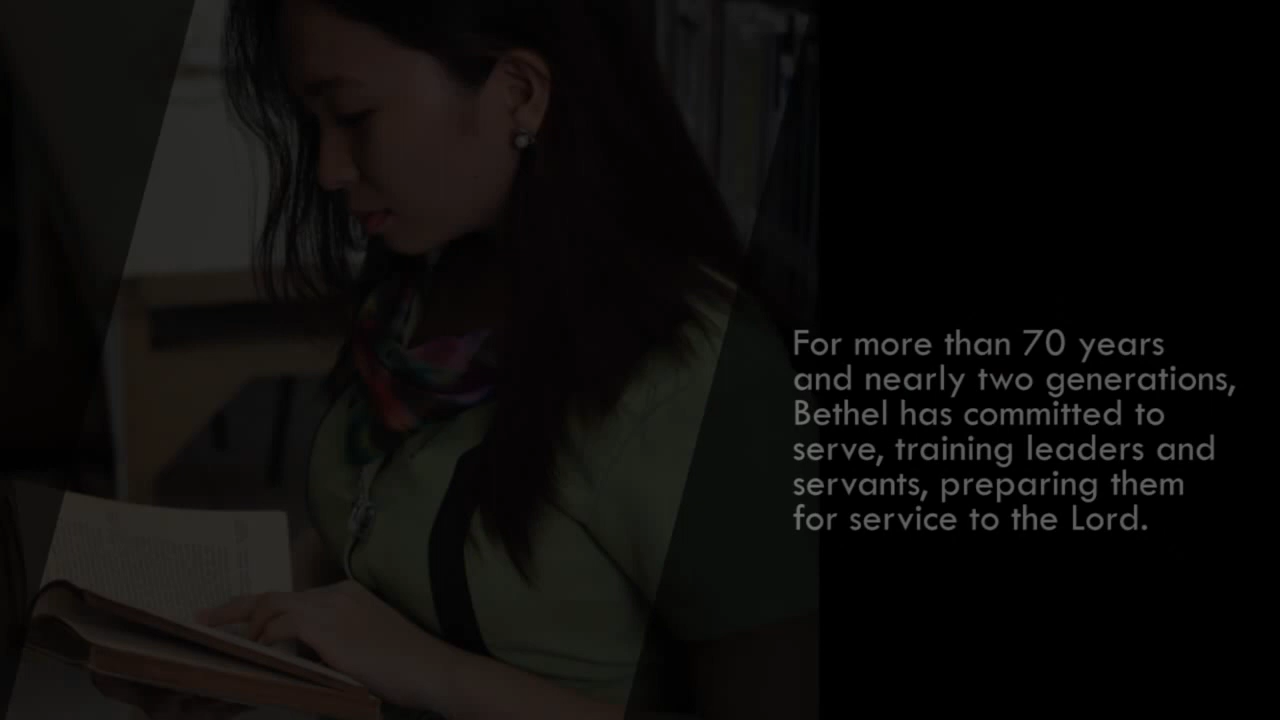 For more than 70 years
and nearly two generations,
Bethel has committed to
serve, training leaders and
servants, preparing them
for service to the Lord.